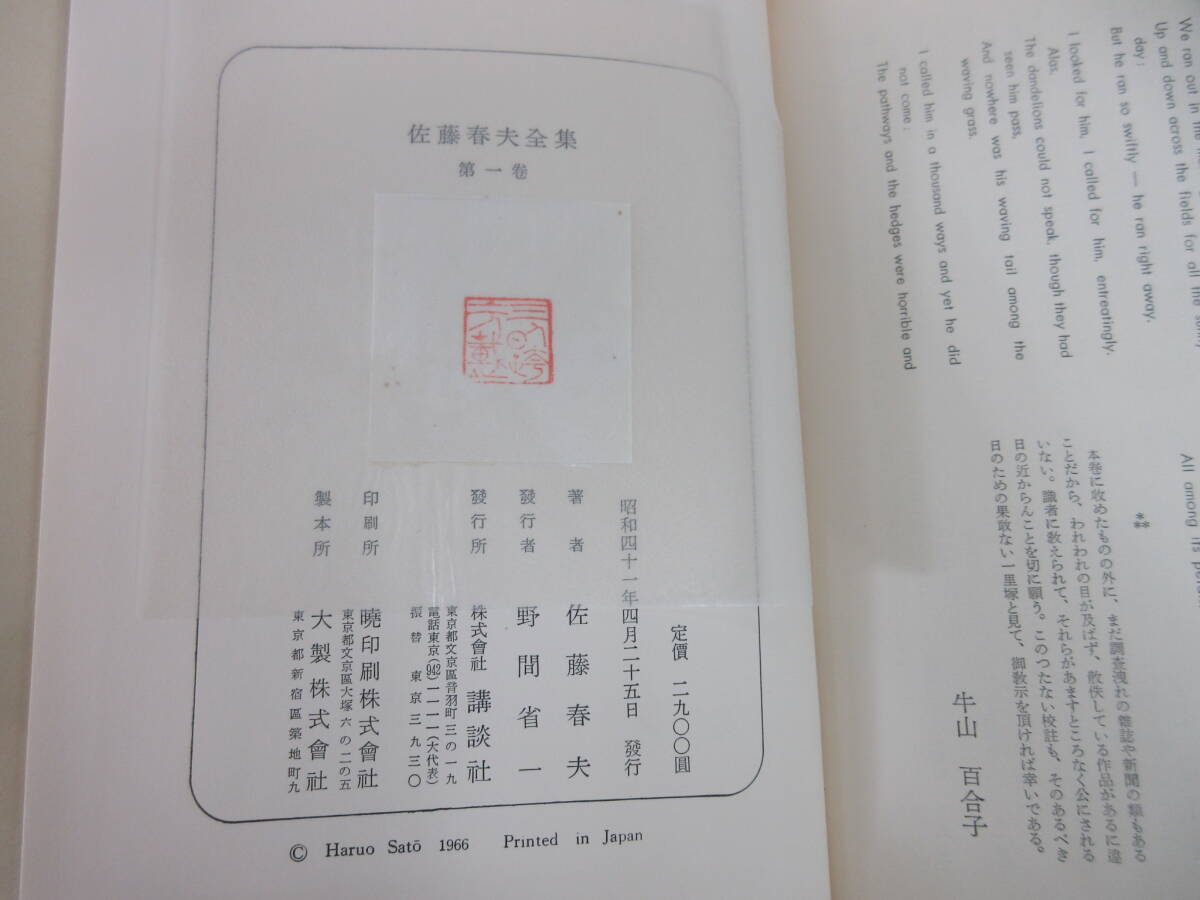 佐藤春夫全集
第一卷
定價 二九〇〇圓
昭和四十一年四月二十五日 發行
著者 佐藤春夫
發行者 野間省一
發行所 株式會社 講談社
東京都文京區音羽町三の一九
電話東京(942)一一一一(大代表)
振替 東京三九三〇
印刷所 曉印刷株式會社
東京都文京區大塚六の二の五
製本所 大製株式會社
東京都新宿區築地町九
© Haruo Satō 1966 Printed in Japan
We ran out in the
Up and down across the fields for all the
day:
But he ran so swiftly — he ran right away.
I looked for him, I called for him, entreatingly.
Alas,
The dandelions could not speak, though they had
seen him pass,
And nowhere was his waving tail among the
waving grass.
I called him in a thousand ways and yet he did
not come:
The pathways and the hedges were horrible and
All among its
***
本卷に收めたものの外に、まだ調査洩れの雜誌や新聞の類もある
ことだから、われわれの目が及ばず、散佚している作品があるに違
いない。識者に敎えられて、それらがあますところなく公にされる
日の近からんことを切に願う。このつたない校註も、そのあるべき
日のための果敢ない一里塚と見て、御敎示を頂ければ幸いである。
牛山 百合子